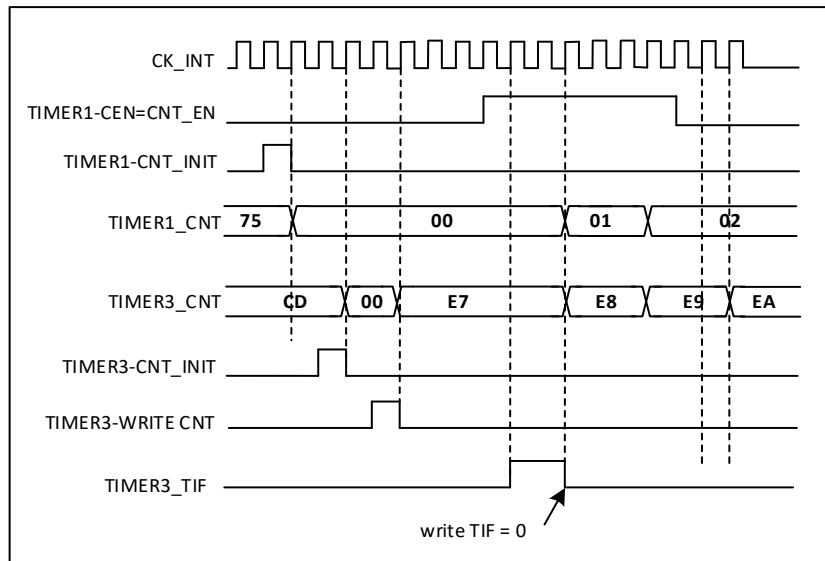 CK_INT
TIMER1-CEN=CNT_EN
TIMER1-CNT_INIT
TIMER1_CNT 75 00 01 02
TIMER3_CNT CD 00 E7 E8 E9 EA
TIMER3-CNT_INIT
TIMER3-WRITE CNT
TIMER3_TIF
write TIF = 0